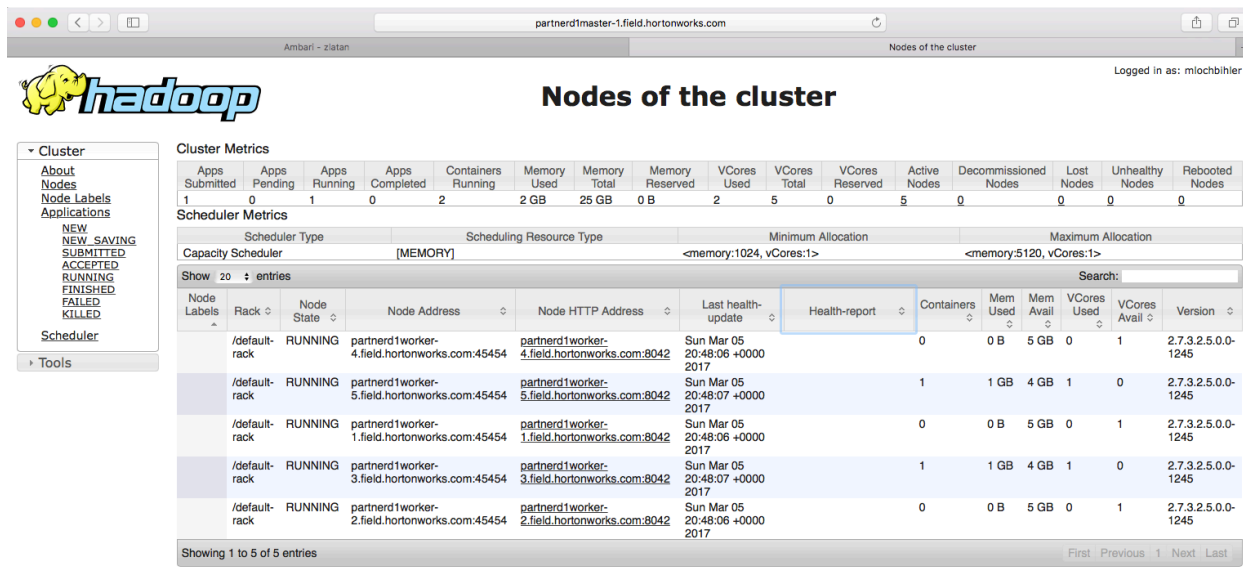 partnerd1master-1.field.hortonworks.com
Ambari - zlatan
Nodes of the cluster
Logged in as: mlochbihler
hadoop
Nodes of the cluster
Cluster
About
Nodes
Node Labels
Applications
NEW
NEW_SAVING
SUBMITTED
ACCEPTED
RUNNING
FINISHED
FAILED
KILLED
Scheduler
Tools
Cluster Metrics
Apps Submitted Apps Pending Apps Running Apps Completed Containers Running Memory Used Memory Total Memory Reserved VCores Used VCores Total VCores Reserved Active Nodes Decommissioned Nodes Lost Nodes Unhealthy Nodes Rebooted Nodes
1 0 1 0 2 2 GB 25 GB 0 B 2 5 0 5 0 0 0 0
Scheduler Metrics
Scheduler Type Scheduling Resource Type Minimum Allocation Maximum Allocation
Capacity Scheduler [MEMORY] <memory:1024, vCores:1> <memory:5120, vCores:1>
Show 20 entries Search:
Node Labels Rack Node State Node Address Node HTTP Address Last health-update Health-report Containers Mem Used Mem Avail VCores Used VCores Avail Version
/default- RUNNING partnerd1worker- partnerd1worker- Sun Mar 05 0 0 B 5 GB 0 1 2.7.3.2.5.0.0-
rack 4.field.hortonworks.com:45454 4.field.hortonworks.com:8042 20:48:06 +0000 1245
2017
/default- RUNNING partnerd1worker- partnerd1worker- Sun Mar 05 1 1 GB 4 GB 1 0 2.7.3.2.5.0.0-
rack 5.field.hortonworks.com:45454 5.field.hortonworks.com:8042 20:48:07 +0000 1245
2017
/default- RUNNING partnerd1worker- partnerd1worker- Sun Mar 05 0 0 B 5 GB 0 1 2.7.3.2.5.0.0-
rack 1.field.hortonworks.com:45454 1.field.hortonworks.com:8042 20:48:06 +0000 1245
2017
/default- RUNNING partnerd1worker- partnerd1worker- Sun Mar 05 1 1 GB 4 GB 1 0 2.7.3.2.5.0.0-
rack 3.field.hortonworks.com:45454 3.field.hortonworks.com:8042 20:48:07 +0000 1245
2017
/default- RUNNING partnerd1worker- partnerd1worker- Sun Mar 05 0 0 B 5 GB 0 1 2.7.3.2.5.0.0-
rack 2.field.hortonworks.com:45454 2.field.hortonworks.com:8042 20:48:06 +0000 1245
2017
Showing 1 to 5 of 5 entries First Previous 1 Next Last